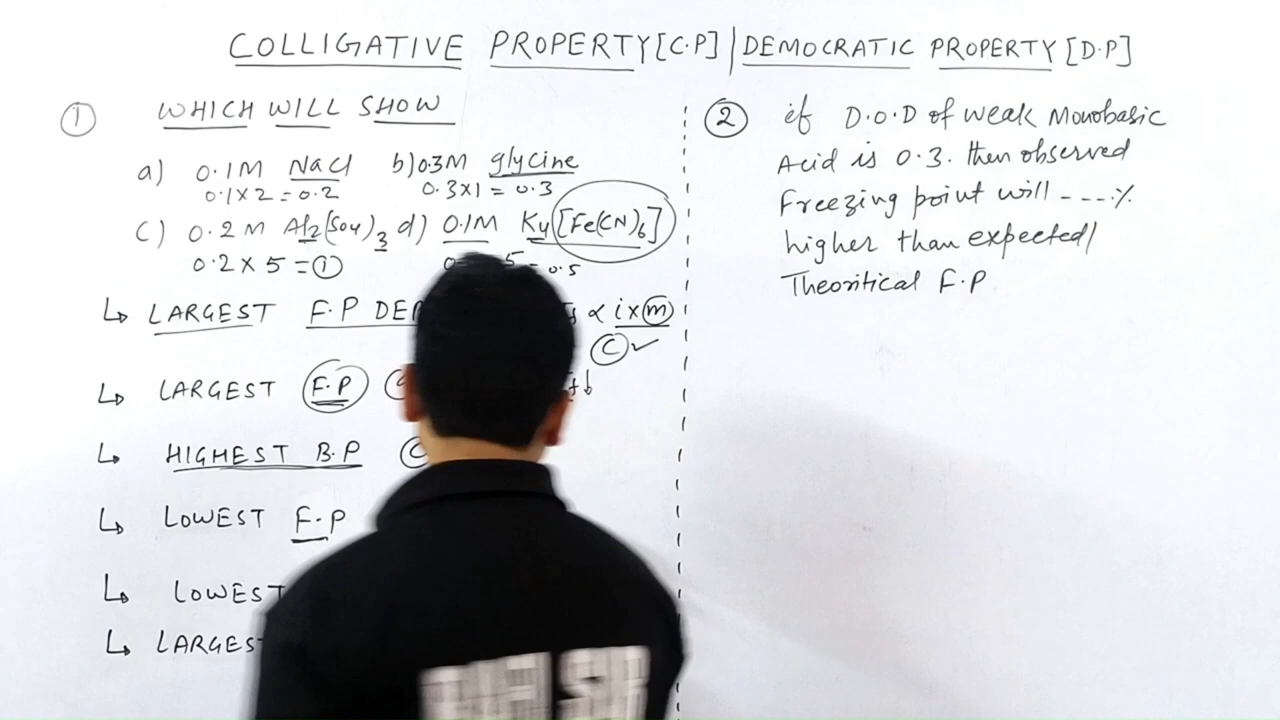 COLLIGATIVE PROPERTY[C.P] | DEMOCRATIC PROPERTY[D.P]
① WHICH WILL SHOW
a) 0.1M NaCl b) 0.3M glycine
0.1×2=0.2 0.3×1=0.3
c) 0.2M Al2(SO4)3 d) 0.1M K4[Fe(CN)6]
0.2×5=① 5 = 0.5
↳ LARGEST F.P ∝ i×m
C ✓
↳ LARGEST F.P
↳ HIGHEST B.P
↳ LOWEST F.P
↳ LOWEST
↳ LARGEST
② if D.O.D of weak Monobasic
Acid is 0.3. then observed
Freezing point will ----%
higher than expected/
Theoritical F.P